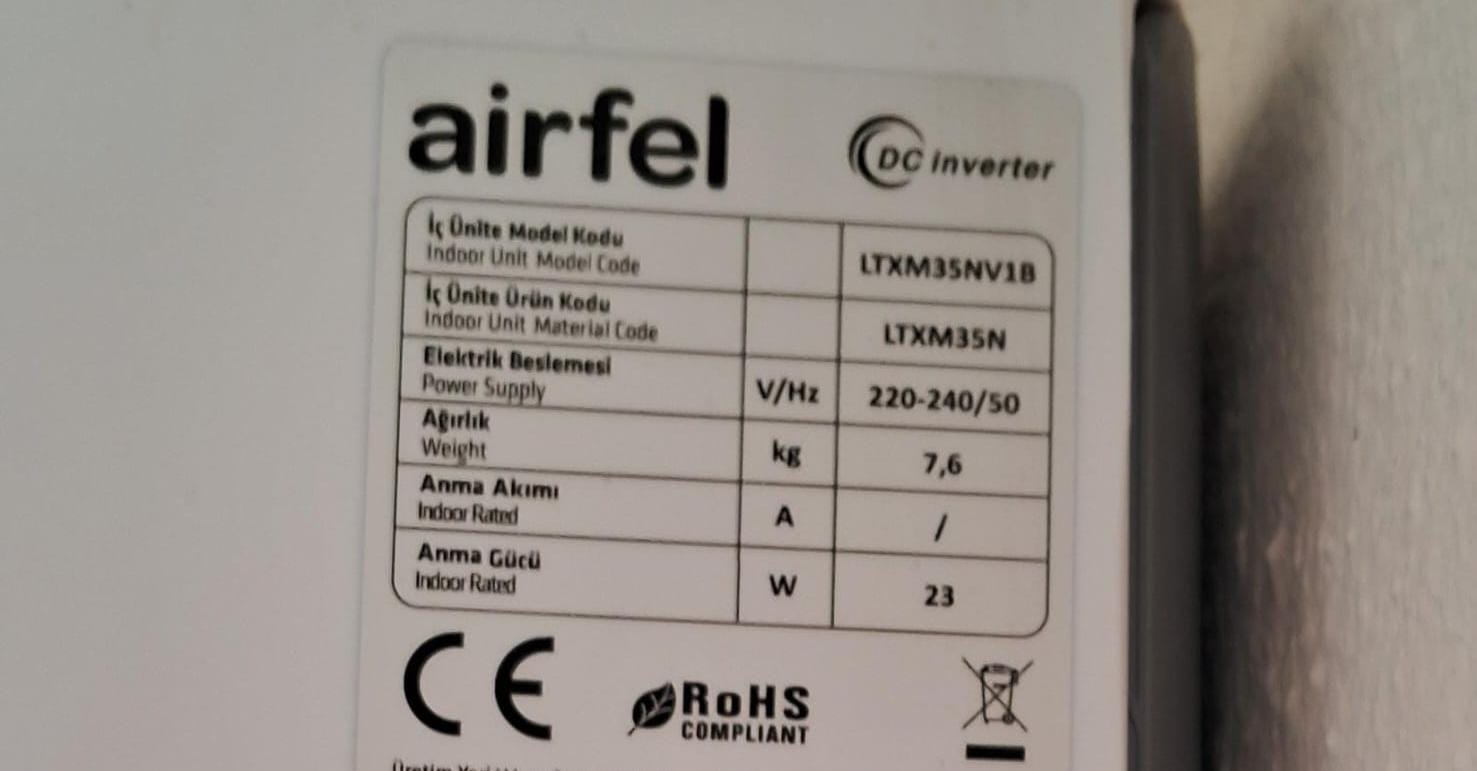 airfel
DC inverter
İç Ünite Model Kodu
Indoor Unit Model Code
LTXM35NV1B
İç Ünite Ürün Kodu
Indoor Unit Material Code
LTXM35N
Elektrik Beslemesi
Power Supply
V/Hz
220-240/50
Ağırlık
Weight
kg
7,6
Anma Akımı
Indoor Rated
A
/
Anma Gücü
Indoor Rated
W
23
CE
RoHS
COMPLIANT